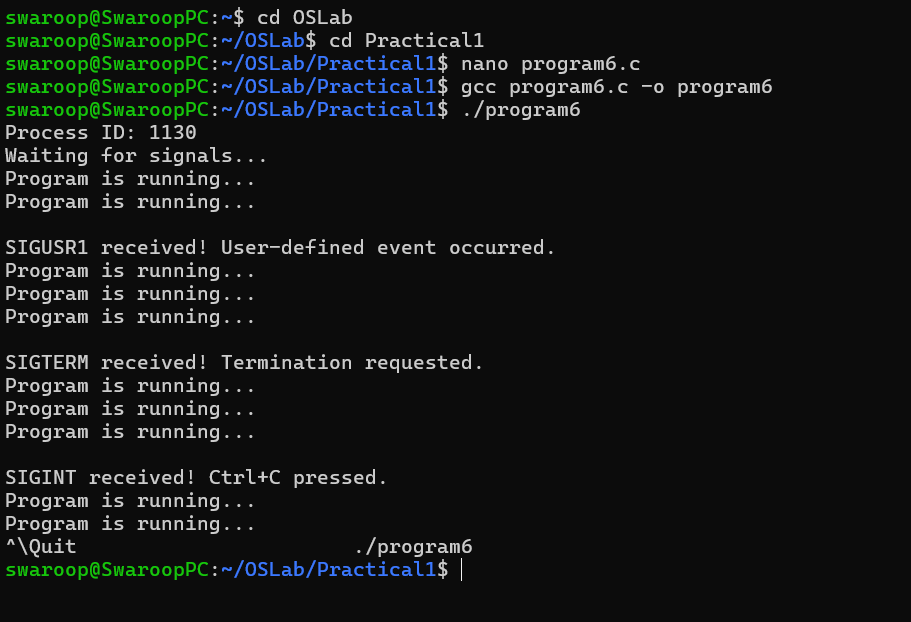 swaroop@SwaroopPC:~$ cd OSLab
swaroop@SwaroopPC:~/OSLab$ cd Practical1
swaroop@SwaroopPC:~/OSLab/Practical1$ nano program6.c
swaroop@SwaroopPC:~/OSLab/Practical1$ gcc program6.c -o program6
swaroop@SwaroopPC:~/OSLab/Practical1$ ./program6
Process ID: 1130
Waiting for signals...
Program is running...
Program is running...

SIGUSR1 received! User-defined event occurred.
Program is running...
Program is running...
Program is running...

SIGTERM received! Termination requested.
Program is running...
Program is running...
Program is running...

SIGINT received! Ctrl+C pressed.
Program is running...
Program is running...
^\Quit                       ./program6
swaroop@SwaroopPC:~/OSLab/Practical1$